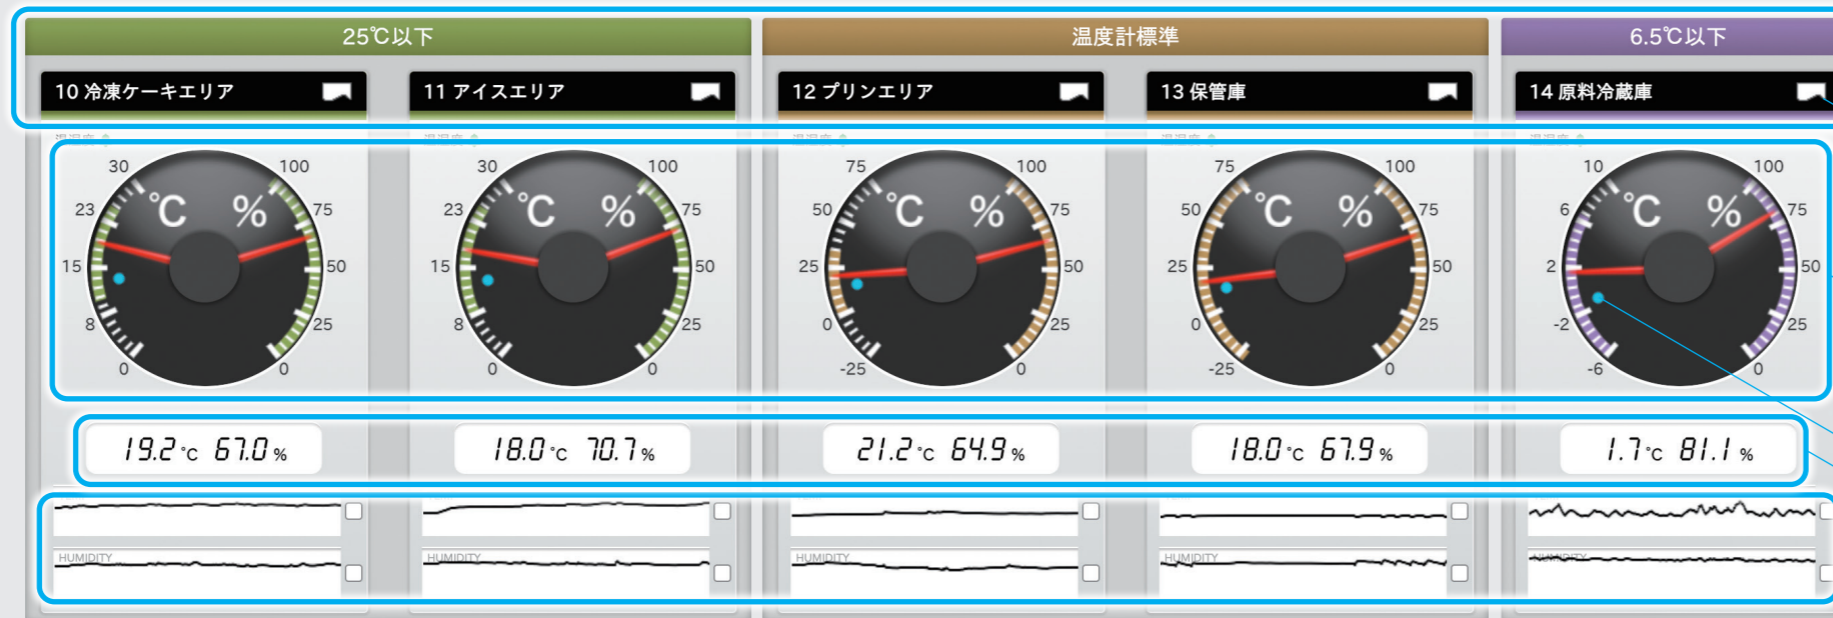 25℃以下
温度計標準
6.5℃以下
10 冷凍ケーキエリア
11 アイスエリア
12 プリンエリア
13 保管庫
14 原料冷蔵庫
30 100
23 ℃ % 75
15 50
8 25
0 0
30 100
23 ℃ % 75
15 50
8 25
0 0
75 100
50 ℃ % 75
25 50
0 25
-25 0
75 100
50 ℃ % 75
25 50
0 25
-25 0
10 100
6 ℃ % 75
2 50
-2 25
-6 0
19.2℃ 67.0%
18.0℃ 70.7%
21.2℃ 64.9%
18.0℃ 67.9%
1.7℃ 81.1%
HUMIDITY
HUMIDITY
HUMIDITY
HUMIDITY
HUMIDITY